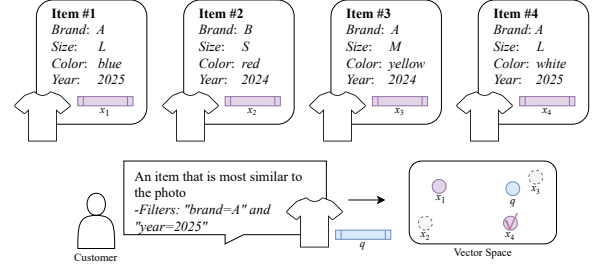 Item #1
Brand: A
Size: L
Color: blue
Year: 2025
x1
Item #2
Brand: B
Size: S
Color: red
Year: 2024
x2
Item #3
Brand: A
Size: M
Color: yellow
Year: 2024
x3
Item #4
Brand: A
Size: L
Color: white
Year: 2025
x4
An item that is most similar to
the photo
-Filters: "brand=A" and
"year=2025"
Customer
q
x1
q
x3
x2
x4
Vector Space